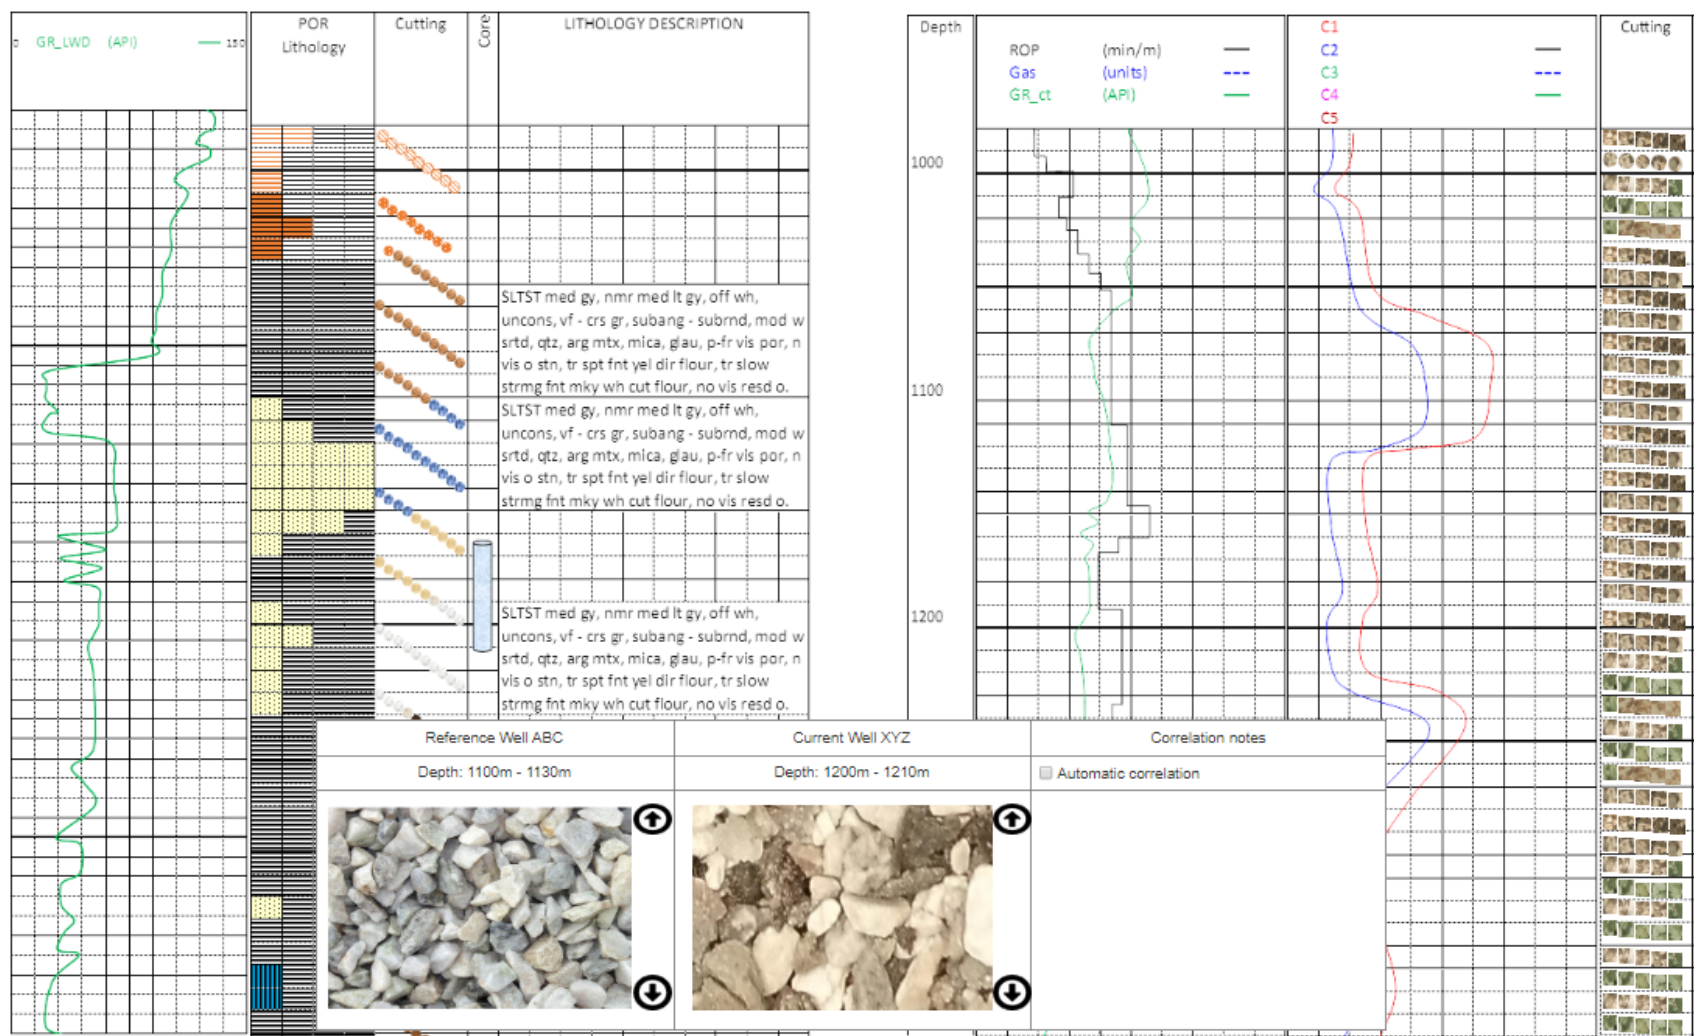 0 GR_LWD (API) 150
POR
Lithology
Cutting
Core
LITHOLOGY DESCRIPTION
SLTST med gy, nmr med lt gy, off wh,
uncons, vf - crs gr, subang - subrnd, mod w
srtd, qtz, arg mtx, mica, glau, p-fr vis por, n
vis o stn, tr spt fnt yel dir flour, tr slow
strmg fnt mky wh cut flour, no vis resd o.
SLTST med gy, nmr med lt gy, off wh,
uncons, vf - crs gr, subang - subrnd, mod w
srtd, qtz, arg mtx, mica, glau, p-fr vis por, n
vis o stn, tr spt fnt yel dir flour, tr slow
strmg fnt mky wh cut flour, no vis resd o.
SLTST med gy, nmr med lt gy, off wh,
uncons, vf - crs gr, subang - subrnd, mod w
srtd, qtz, arg mtx, mica, glau, p-fr vis por, n
vis o stn, tr spt fnt yel dir flour, tr slow
strmg fnt mky wh cut flour, no vis resd o.
Depth
ROP (min/m)
Gas (units)
GR_ct (API)
C1
C2
C3
C4
C5
Cutting
1000
1100
1200
Reference Well ABC
Current Well XYZ
Correlation notes
Depth: 1100m - 1130m
Depth: 1200m - 1210m
Automatic correlation